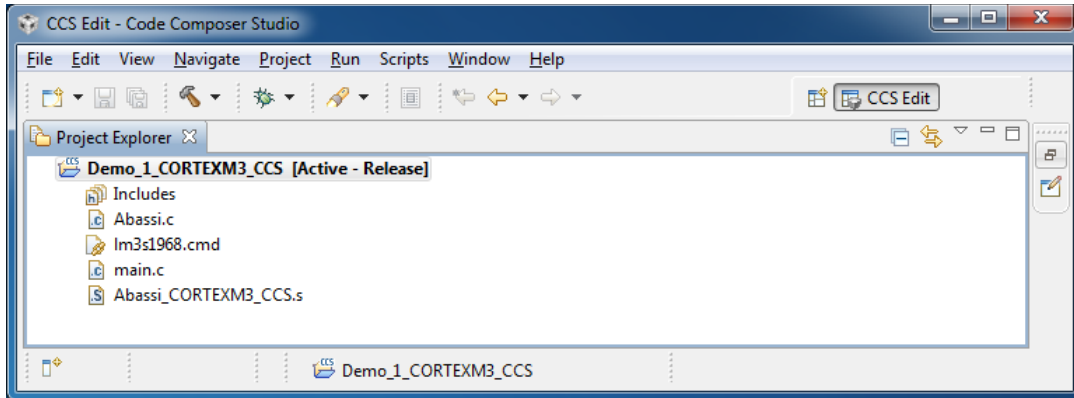 CCS Edit - Code Composer Studio
File Edit View Navigate Project Run Scripts Window Help
CCS Edit
Project Explorer
Demo_1_CORTEXM3_CCS [Active - Release]
Includes
Abassi.c
lm3s1968.cmd
main.c
Abassi_CORTEXM3_CCS.s
Demo_1_CORTEXM3_CCS